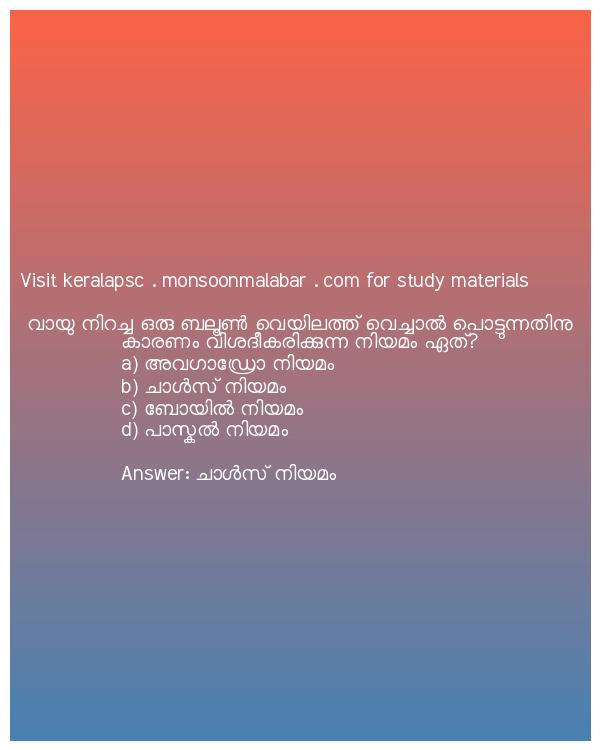 Visit keralapsc . monsoonmalabar . com for study materials
വായു നിറച്ച ഒരു ബലൂൺ വെയിലത്ത് വെച്ചാൽ പൊട്ടുന്നതിനു
കാരണം വിശദീകരിക്കുന്ന നിയമം ഏത്?
a) അവഗാഡ്രോ നിയമം
b) ചാൾസ് നിയമം
c) ബോയിൽ നിയമം
d) പാസ്കൽ നിയമം
Answer: ചാൾസ് നിയമം